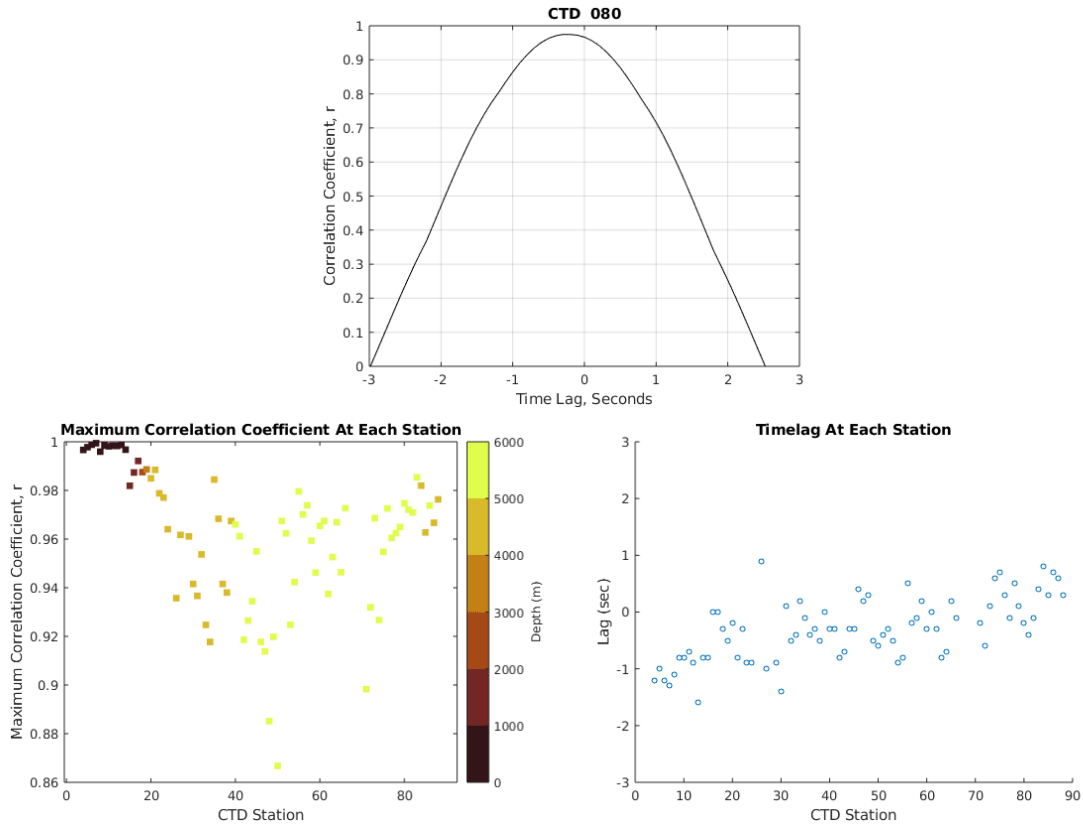 CTD 080
1
0.9
0.8
0.7
0.6
0.5
0.4
0.3
0.2
0.1
0
Correlation Coefficient, r
-3 -2 -1 0 1 2 3
Time Lag, Seconds
Maximum Correlation Coefficient At Each Station
1
0.98
0.96
0.94
0.92
0.9
0.88
0.86
Maximum Correlation Coefficient, r
0 20 40 60 80
CTD Station
6000
5000
4000
3000
2000
1000
0
Depth (m)
Timelag At Each Station
3
2
1
0
-1
-2
-3
Lag (sec)
0 10 20 30 40 50 60 70 80 90
CTD Station